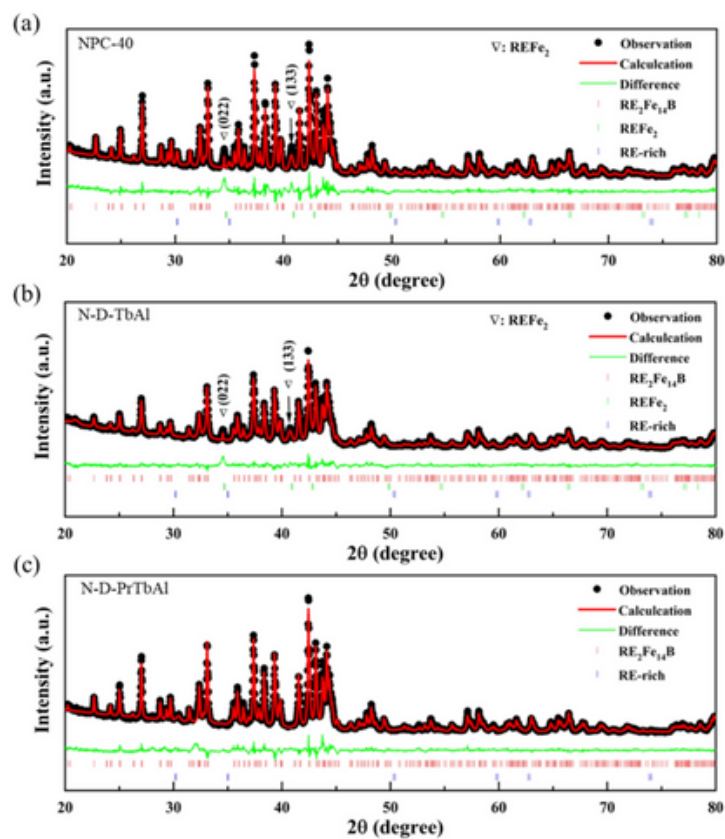 (a)
NPC-40
∇: REFe₂
Observation
Calculcation
Difference
RE₂Fe₁₄B
REFe₂
RE-rich
∇ (022)
∇ (133)
Intensity (a.u.)
20 30 40 50 60 70 80
2θ (degree)
(b)
N-D-TbAl
∇: REFe₂
Observation
Calculcation
Difference
RE₂Fe₁₄B
REFe₂
RE-rich
∇ (022)
∇ (133)
Intensity (a.u.)
20 30 40 50 60 70 80
2θ (degree)
(c)
N-D-PrTbAl
Observation
Calculcation
Difference
RE₂Fe₁₄B
RE-rich
Intensity (a.u.)
20 30 40 50 60 70 80
2θ (degree)